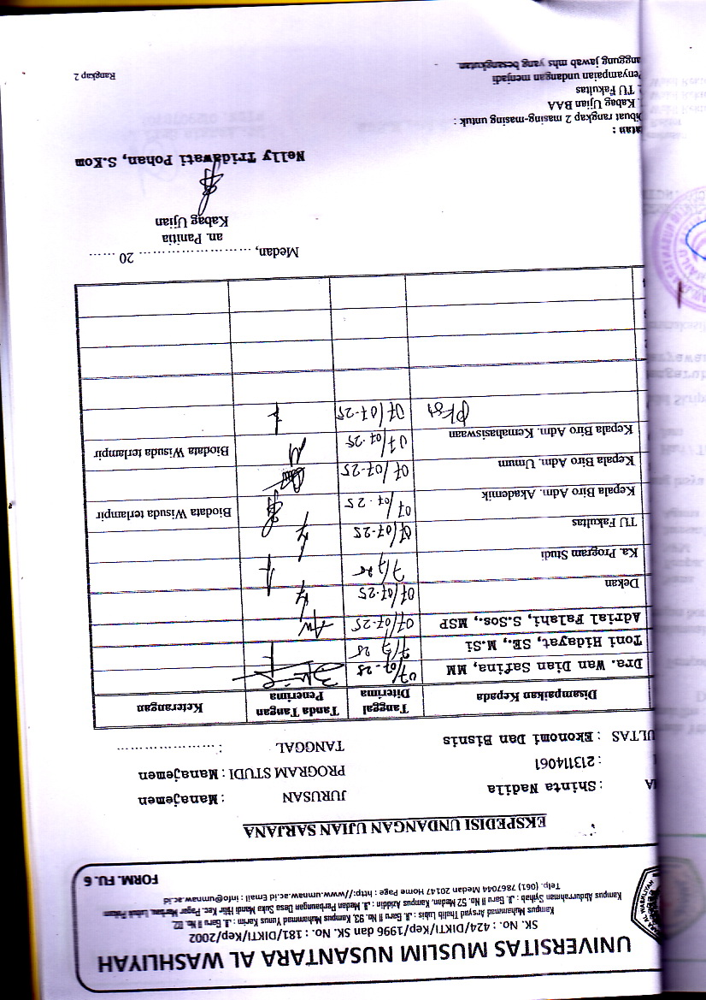 UNIVERSITAS MUSLIM NUSANTARA AL WASHLIYAH
SK. No. : 424/DIKTI/Kep/1996 dan SK. No. : 181/DIKTI/Kep/2002
Kampus Muhammad Arsyad Thalib Lubis : Jl. Garu II No. 93, Kampus Muhammad Yunus Karim : Jl. Garu II No. 02,
Kampus Abdurrahman Syihab : Jl. Garu II No. 52 Medan, Kampus Ariddin : Jl. Medan Perbaungan Desa Suka Mandi Hilir Kec. Pagar Merbau, Lubuk Pakam
Telp. (061) 7867044 Medan 20147 Home Page : http://www.umnaw.ac.id Email : info@umnaw.ac.id
FORM. FU. 6
EKSPEDISI UNDANGAN UJIAN SARJANA
MA : Shinta Nadila JURUSAN : Manajemen
: 213114061 PROGRAM STUDI : Manajemen
ULTAS : Ekonomi Dan Bisnis TANGGAL : ..................
Disampaikan Kepada Tanggal Diterima Tanda Tangan Penerima Keterangan
Dra. Wan Dian Safina, MM 07/07-25
Toni Hidayat, SE., M.Si 7/7 25
Adrial Falahi, S.Sos., MSP 07/07-25
Dekan 07/07-25
Ka. Program Studi 7/7 25
TU Fakultas 07/07-25
Kepala Biro Adm. Akademik 07/07-25 Biodata Wisuda terlampir
Kepala Biro Adm. Umum 07/07-25
Kepala Biro Adm. Kemahasiswaan 07/07-25 Biodata Wisuda terlampir
07/07-25
Medan, ........................ 20 ......
an. Panitia
Kabag Ujian
Nelly Tridawati Pohan, S.Kom
atan :
ibuat rangkap 2 masing-masing untuk :
Kabag Ujian BAA
TU Fakultas
enyampaian undangan menjadi
anggung jawab mhs yang besangkutan
Rangkap 2